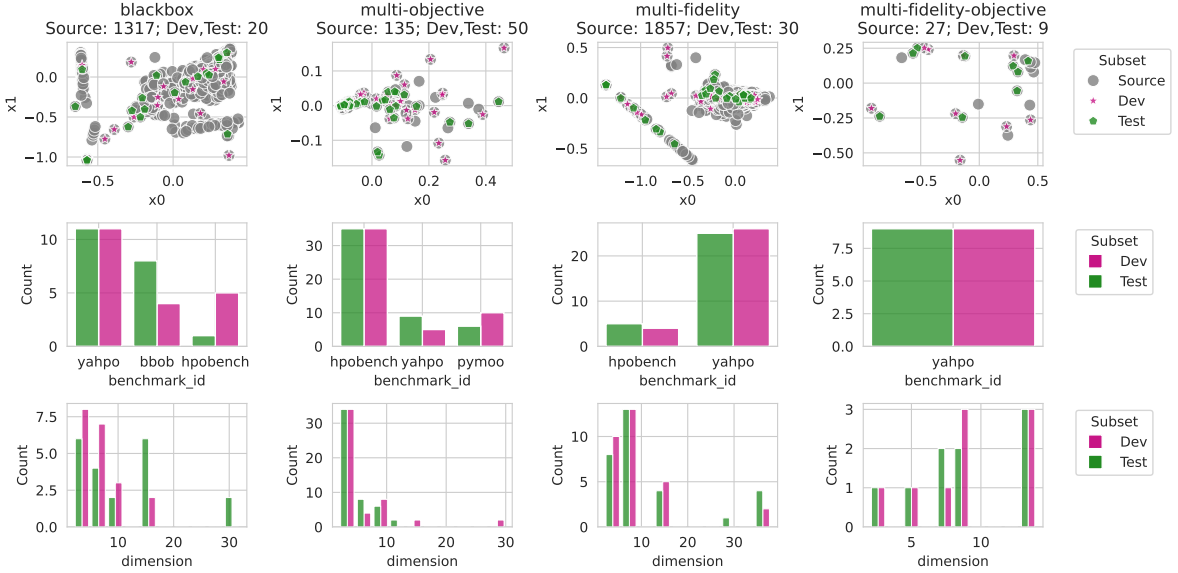 blackbox
Source: 1317; Dev,Test: 20
multi-objective
Source: 135; Dev,Test: 50
multi-fidelity
Source: 1857; Dev,Test: 30
multi-fidelity-objective
Source: 27; Dev,Test: 9
x1
0.0
−0.5
−1.0
−0.5
0.0
x0
x1
0.1
0.0
−0.1
0.0
0.2
0.4
x0
x1
0.5
0.0
−0.5
−1.0
−0.5
0.0
x0
x1
0.25
0.00
−0.25
−0.50
−0.5
0.0
0.5
x0
Subset
Source
Dev
Test
Count
10
5
0
yahpo
bbob
hpobench
benchmark_id
Count
30
20
10
0
hpobench
yahpo
pymoo
benchmark_id
Count
20
10
0
hpobench
yahpo
benchmark_id
Count
7.5
5.0
2.5
0.0
yahpo
benchmark_id
Subset
Dev
Test
Count
7.5
5.0
2.5
0.0
10
20
30
dimension
Count
30
20
10
0
10
20
30
dimension
Count
10
5
0
10
20
30
dimension
Count
3
2
1
0
5
10
dimension
Subset
Dev
Test